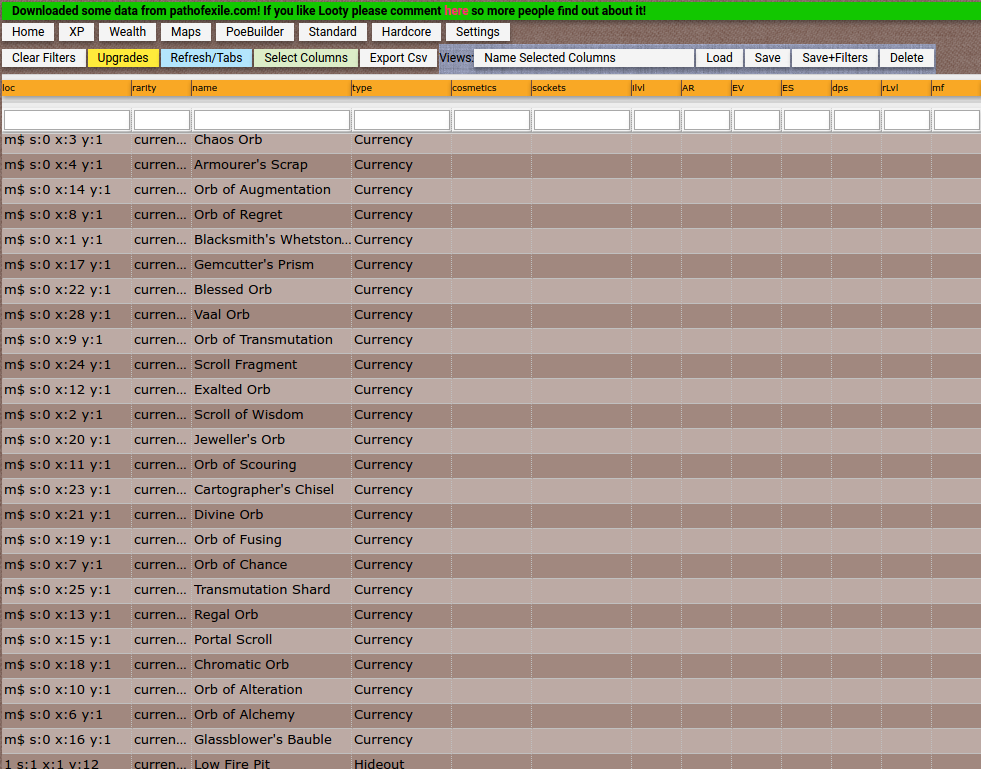 Downloaded some data from pathofexile.com! If you like Looty please comment here so more people find out about it!
Home XP Wealth Maps PoeBuilder Standard Hardcore Settings
Clear Filters Upgrades Refresh/Tabs Select Columns Export Csv Views: Name Selected Columns Load Save Save+Filters Delete
loc rarity name type cosmetics sockets ilvl AR EV ES dps rLvl mf
m$ s:0 x:3 y:1 curren... Chaos Orb Currency
m$ s:0 x:4 y:1 curren... Armourer's Scrap Currency
m$ s:0 x:14 y:1 curren... Orb of Augmentation Currency
m$ s:0 x:8 y:1 curren... Orb of Regret Currency
m$ s:0 x:1 y:1 curren... Blacksmith's Whetston... Currency
m$ s:0 x:17 y:1 curren... Gemcutter's Prism Currency
m$ s:0 x:22 y:1 curren... Blessed Orb Currency
m$ s:0 x:28 y:1 curren... Vaal Orb Currency
m$ s:0 x:9 y:1 curren... Orb of Transmutation Currency
m$ s:0 x:24 y:1 curren... Scroll Fragment Currency
m$ s:0 x:12 y:1 curren... Exalted Orb Currency
m$ s:0 x:2 y:1 curren... Scroll of Wisdom Currency
m$ s:0 x:20 y:1 curren... Jeweller's Orb Currency
m$ s:0 x:11 y:1 curren... Orb of Scouring Currency
m$ s:0 x:23 y:1 curren... Cartographer's Chisel Currency
m$ s:0 x:21 y:1 curren... Divine Orb Currency
m$ s:0 x:19 y:1 curren... Orb of Fusing Currency
m$ s:0 x:7 y:1 curren... Orb of Chance Currency
m$ s:0 x:25 y:1 curren... Transmutation Shard Currency
m$ s:0 x:13 y:1 curren... Regal Orb Currency
m$ s:0 x:15 y:1 curren... Portal Scroll Currency
m$ s:0 x:18 y:1 curren... Chromatic Orb Currency
m$ s:0 x:10 y:1 curren... Orb of Alteration Currency
m$ s:0 x:6 y:1 curren... Orb of Alchemy Currency
m$ s:0 x:16 y:1 curren... Glassblower's Bauble Currency
1 s:1 x:1 y:12 curren... Low Fire Pit Hideout